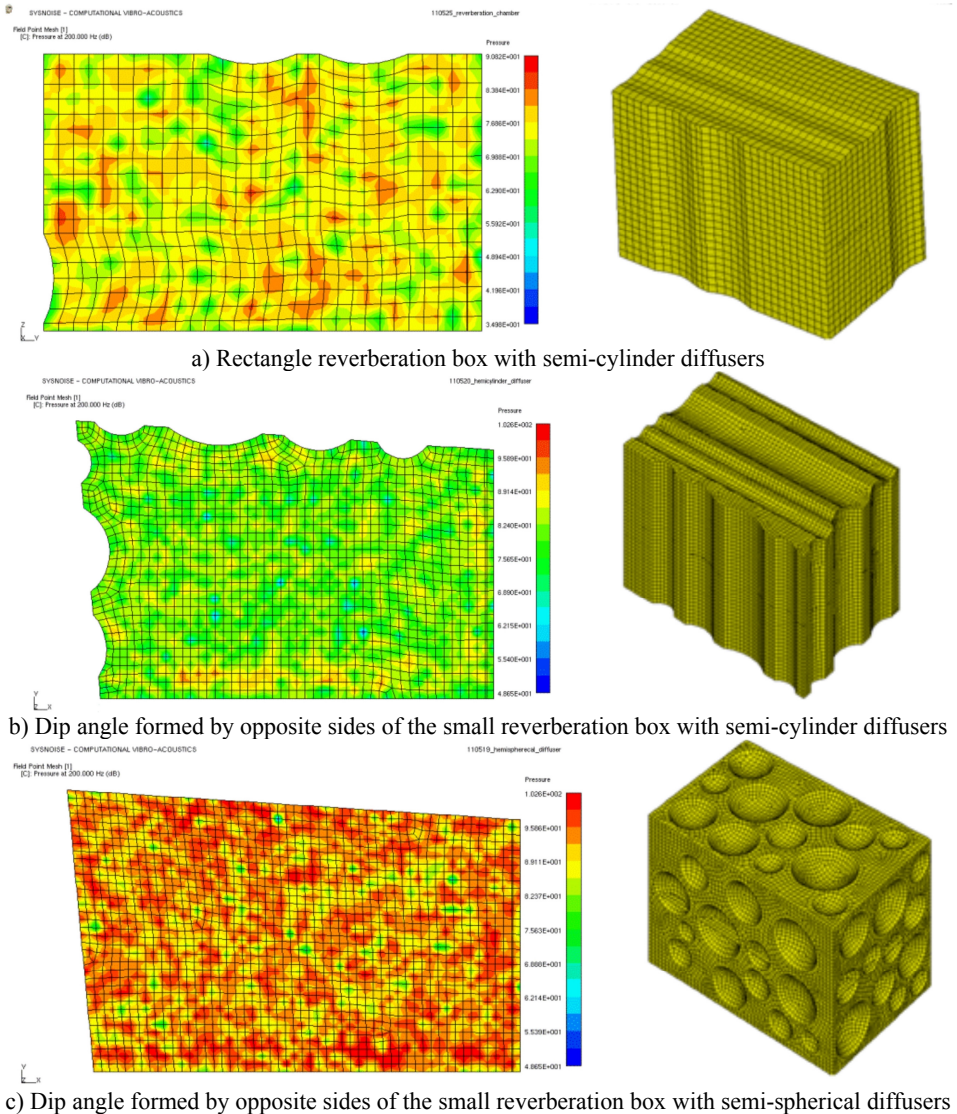 SYSNOISE - COMPUTATIONAL VIBRO-ACOUSTICS
110525_reverberation_chamber
Field Point Mesh [1]
[C]: Pressure at 200.000 Hz (dB)
Pressure
9.082E+001
8.384E+001
7.686E+001
6.988E+001
6.290E+001
5.592E+001
4.894E+001
4.196E+001
3.498E+001
Z
X Y
a) Rectangle reverberation box with semi-cylinder diffusers
SYSNOISE - COMPUTATIONAL VIBRO-ACOUSTICS
110520_hemicylinder_diffuser
Field Point Mesh [1]
[C]: Pressure at 200.000 Hz (dB)
Pressure
1.026E+002
9.589E+001
8.914E+001
8.240E+001
7.565E+001
6.890E+001
6.215E+001
5.540E+001
4.865E+001
Y
Z X
b) Dip angle formed by opposite sides of the small reverberation box with semi-cylinder diffusers
SYSNOISE - COMPUTATIONAL VIBRO-ACOUSTICS
110519_hemispherecal_diffuser
Field Point Mesh [1]
[C]: Pressure at 200.000 Hz (dB)
Pressure
1.026E+002
9.586E+001
8.911E+001
8.237E+001
7.563E+001
6.888E+001
6.214E+001
5.539E+001
4.865E+001
Y
Z X
c) Dip angle formed by opposite sides of the small reverberation box with semi-spherical diffusers